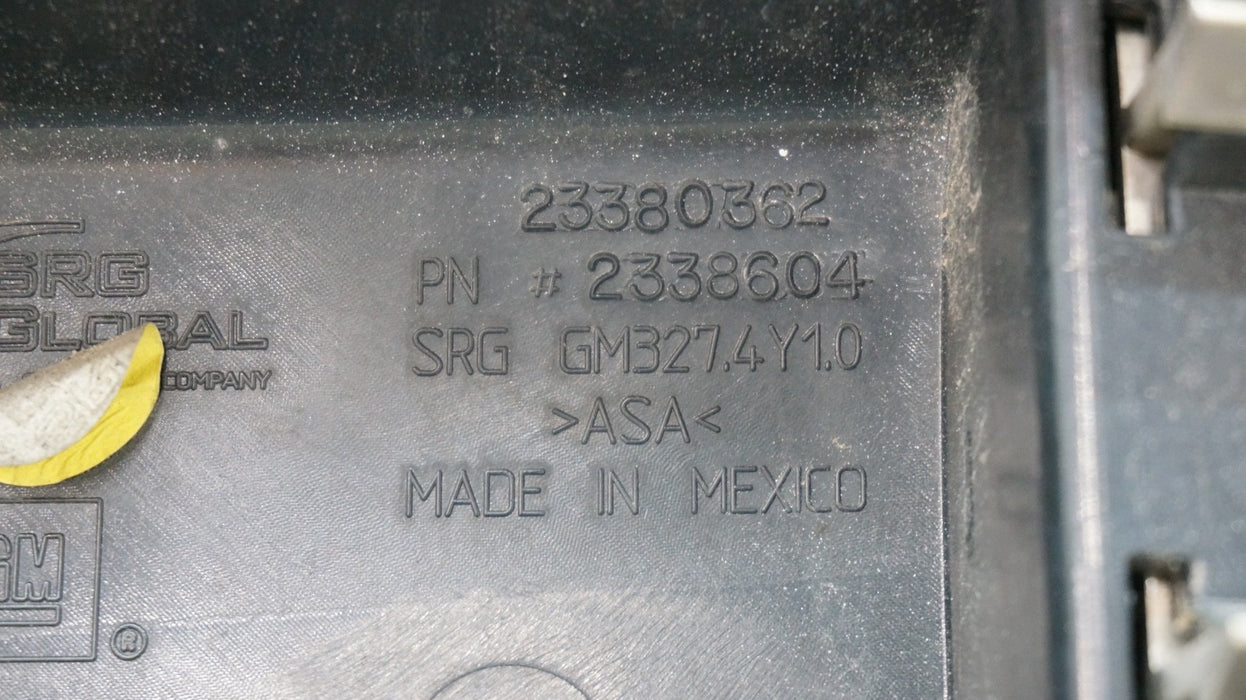 23380362
PN # 2338604
SRG GM327.4Y1.0
>ASA<
MADE IN MEXICO
SRG
GLOBAL
COMPANY
GM
®